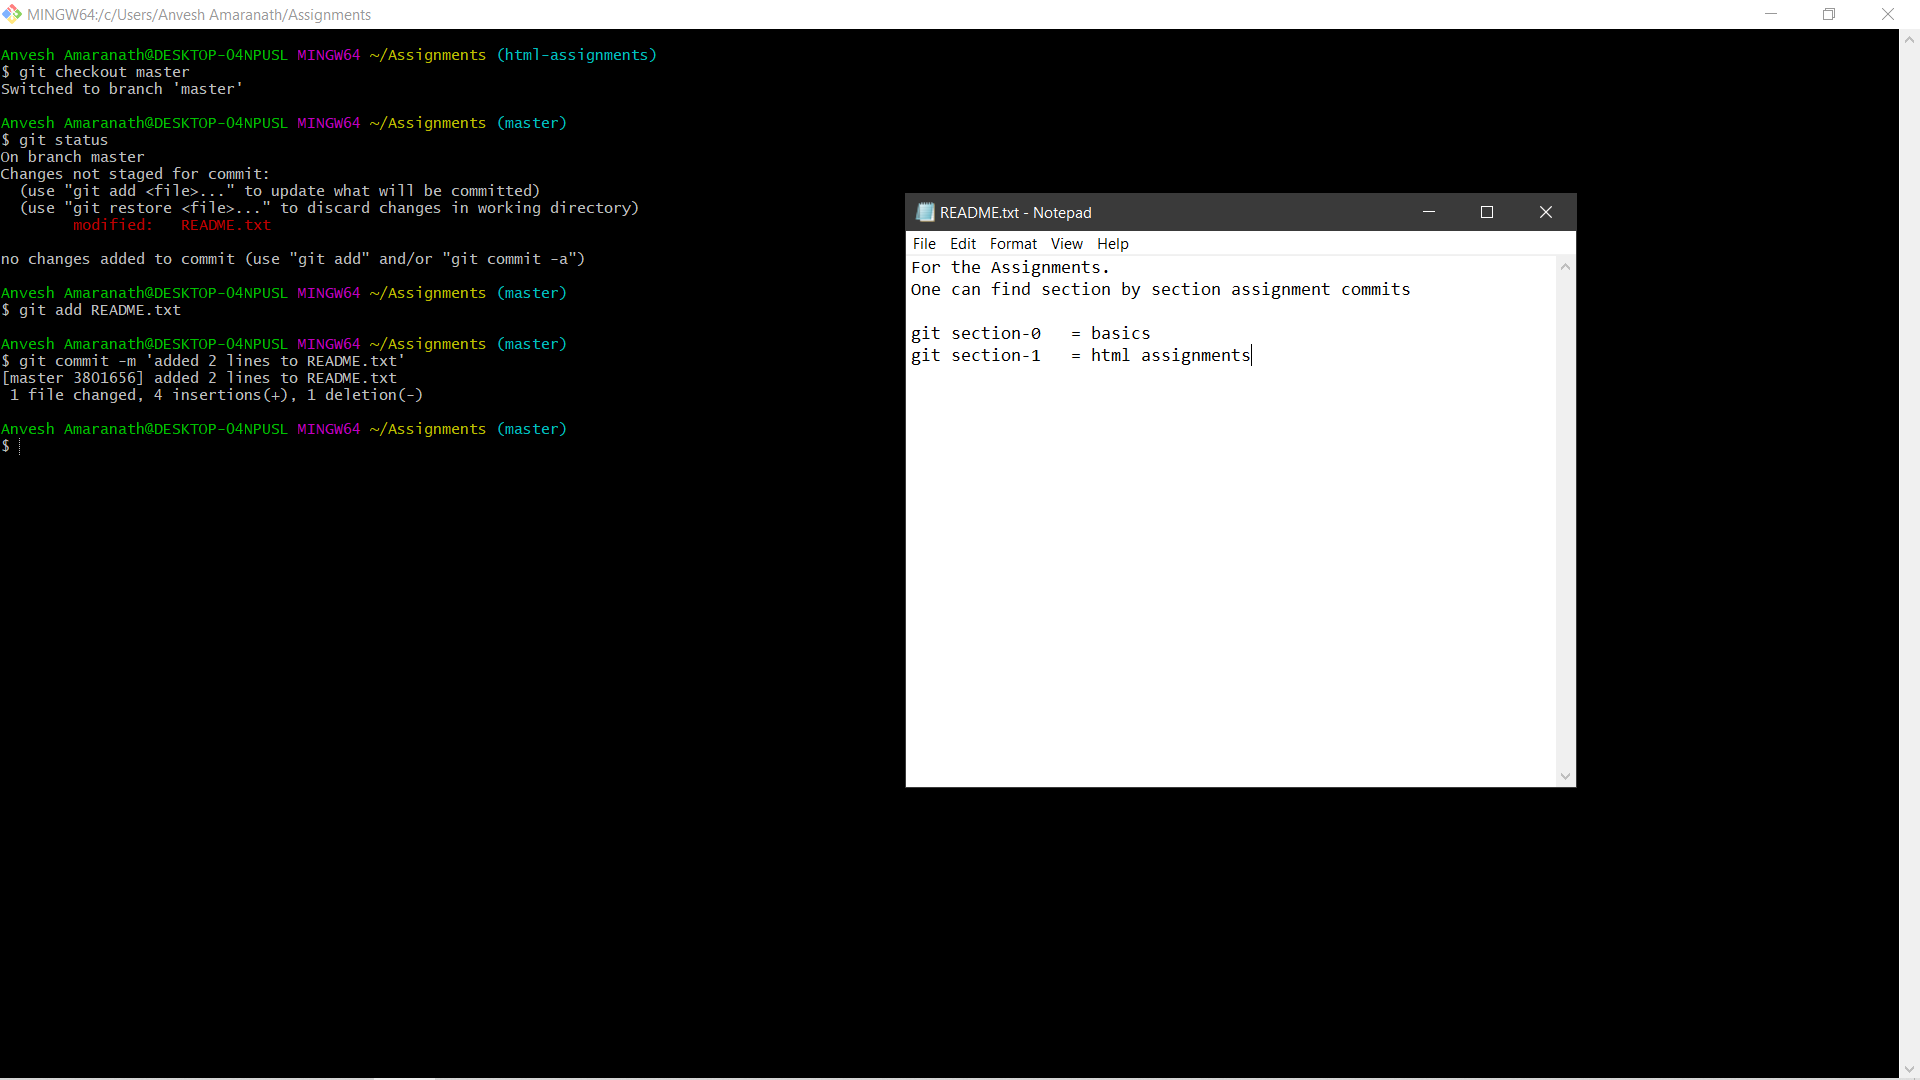 MINGW64:/c/Users/Anvesh Amaranath/Assignments
Anvesh Amaranath@DESKTOP-O4NPUSL MINGW64 ~/Assignments (html-assignments)
$ git checkout master
Switched to branch 'master'
Anvesh Amaranath@DESKTOP-O4NPUSL MINGW64 ~/Assignments (master)
$ git status
On branch master
Changes not staged for commit:
  (use "git add <file>..." to update what will be committed)
  (use "git restore <file>..." to discard changes in working directory)
        modified:   README.txt
no changes added to commit (use "git add" and/or "git commit -a")
Anvesh Amaranath@DESKTOP-O4NPUSL MINGW64 ~/Assignments (master)
$ git add README.txt
Anvesh Amaranath@DESKTOP-O4NPUSL MINGW64 ~/Assignments (master)
$ git commit -m 'added 2 lines to README.txt'
[master 3801656] added 2 lines to README.txt
 1 file changed, 4 insertions(+), 1 deletion(-)
Anvesh Amaranath@DESKTOP-O4NPUSL MINGW64 ~/Assignments (master)
$
README.txt - Notepad
File Edit Format View Help
For the Assignments.
One can find section by section assignment commits
git section-0   = basics
git section-1   = html assignments